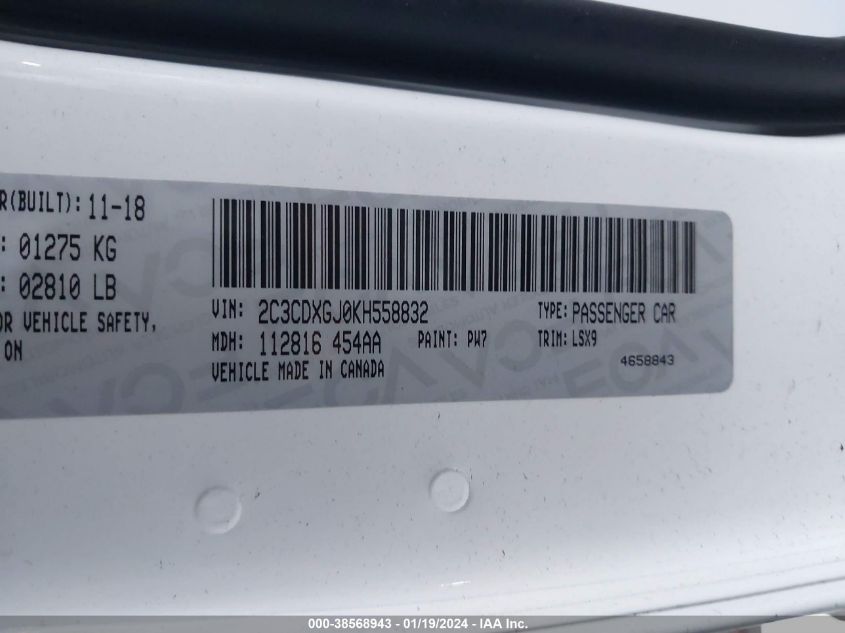 R(BUILT): 11-18
: 01275 KG
: 02810 LB
OR VEHICLE SAFETY,
ON
VIN: 2C3CDXGJ0KH558832 TYPE: PASSENGER CAR
MDH: 112816 454AA PAINT: PW7 TRIM: LSX9
VEHICLE MADE IN CANADA 4658843
000-38568943 - 01/19/2024 - IAA Inc.